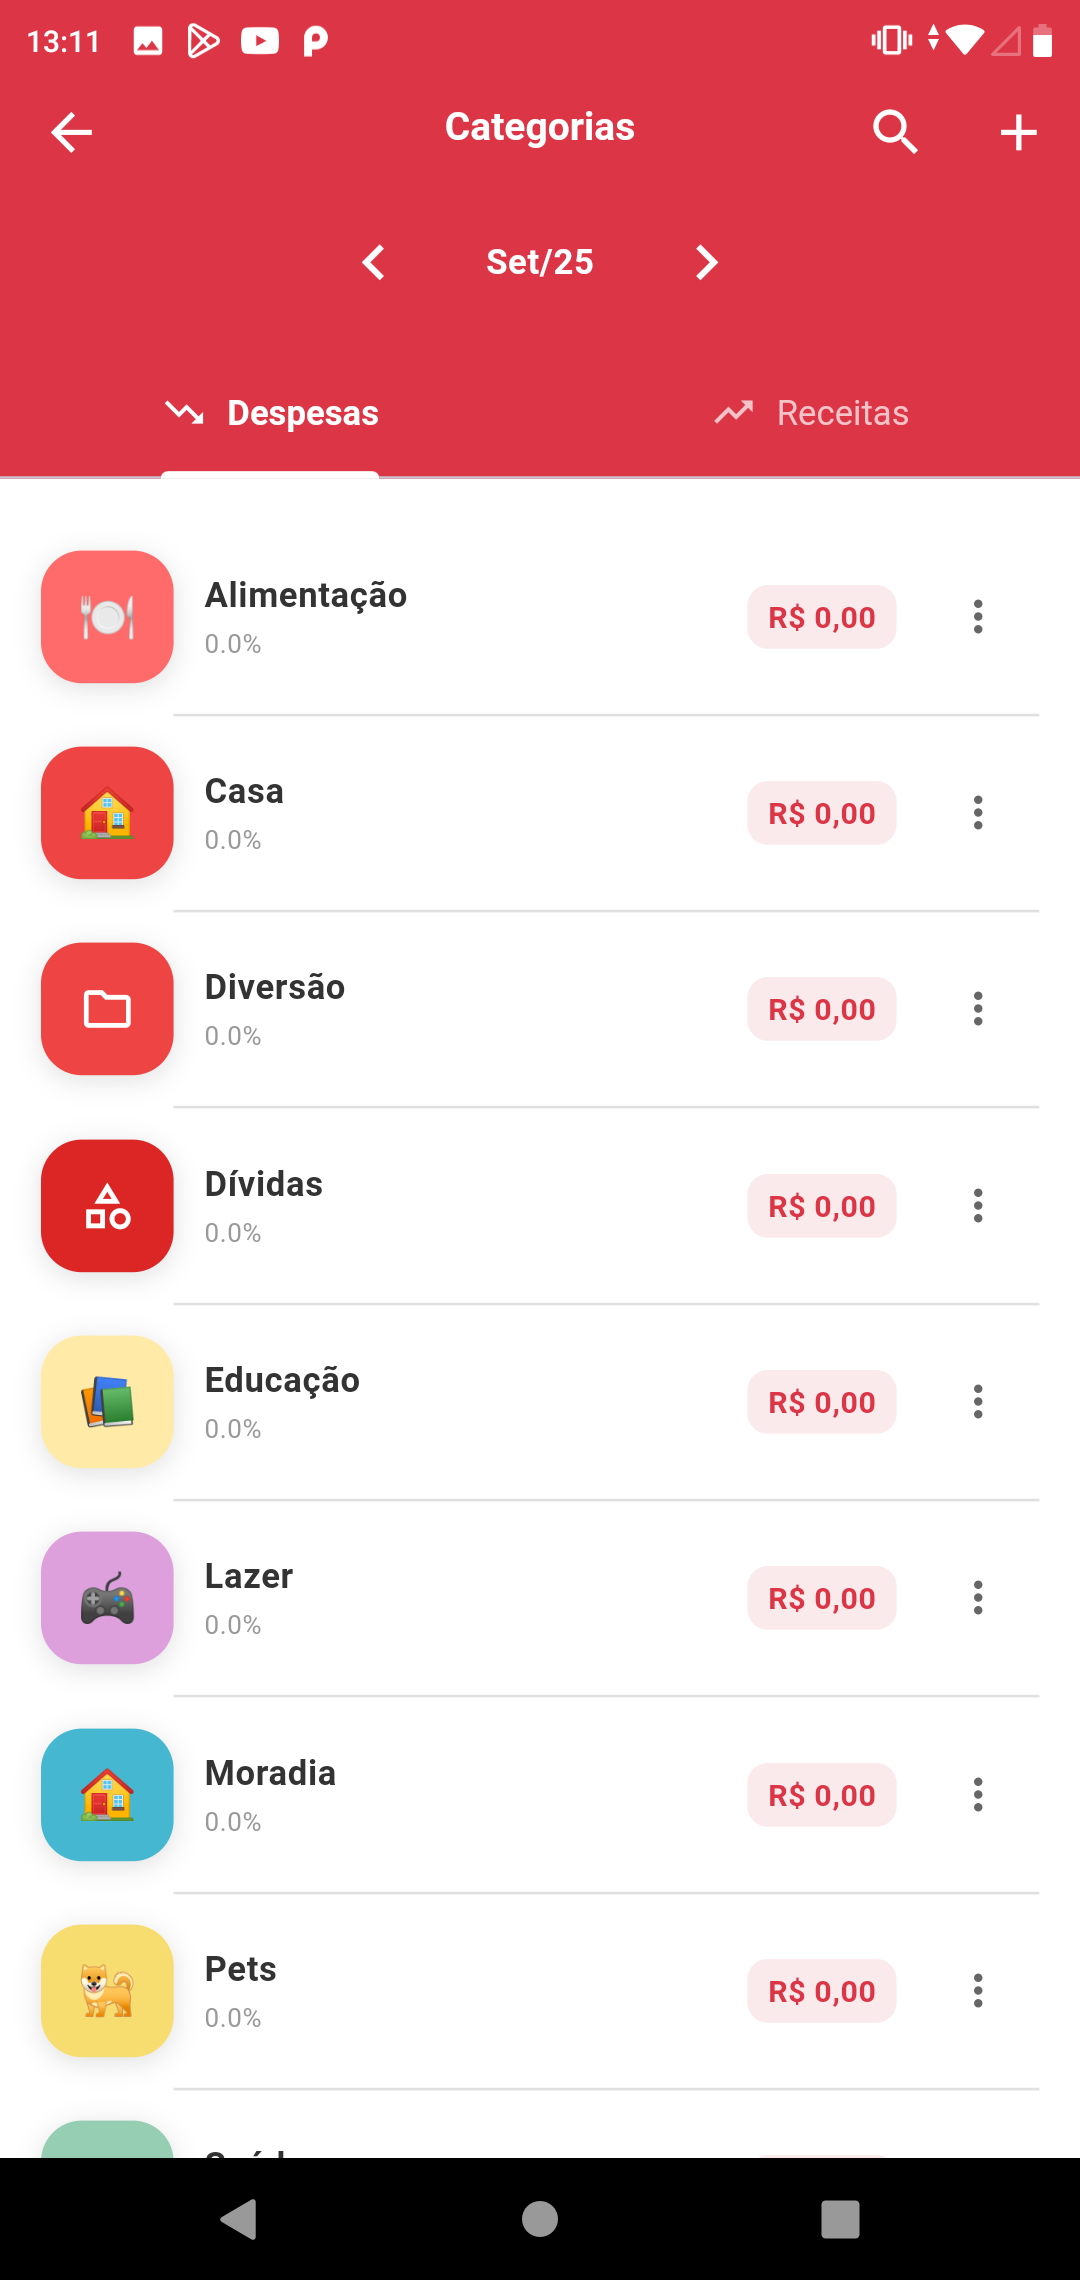 13:11
Categorias
Set/25
Despesas
Receitas
Alimentação
0.0%
R$ 0,00
Casa
0.0%
R$ 0,00
Diversão
0.0%
R$ 0,00
Dívidas
0.0%
R$ 0,00
Educação
0.0%
R$ 0,00
Lazer
0.0%
R$ 0,00
Moradia
0.0%
R$ 0,00
Pets
0.0%
R$ 0,00